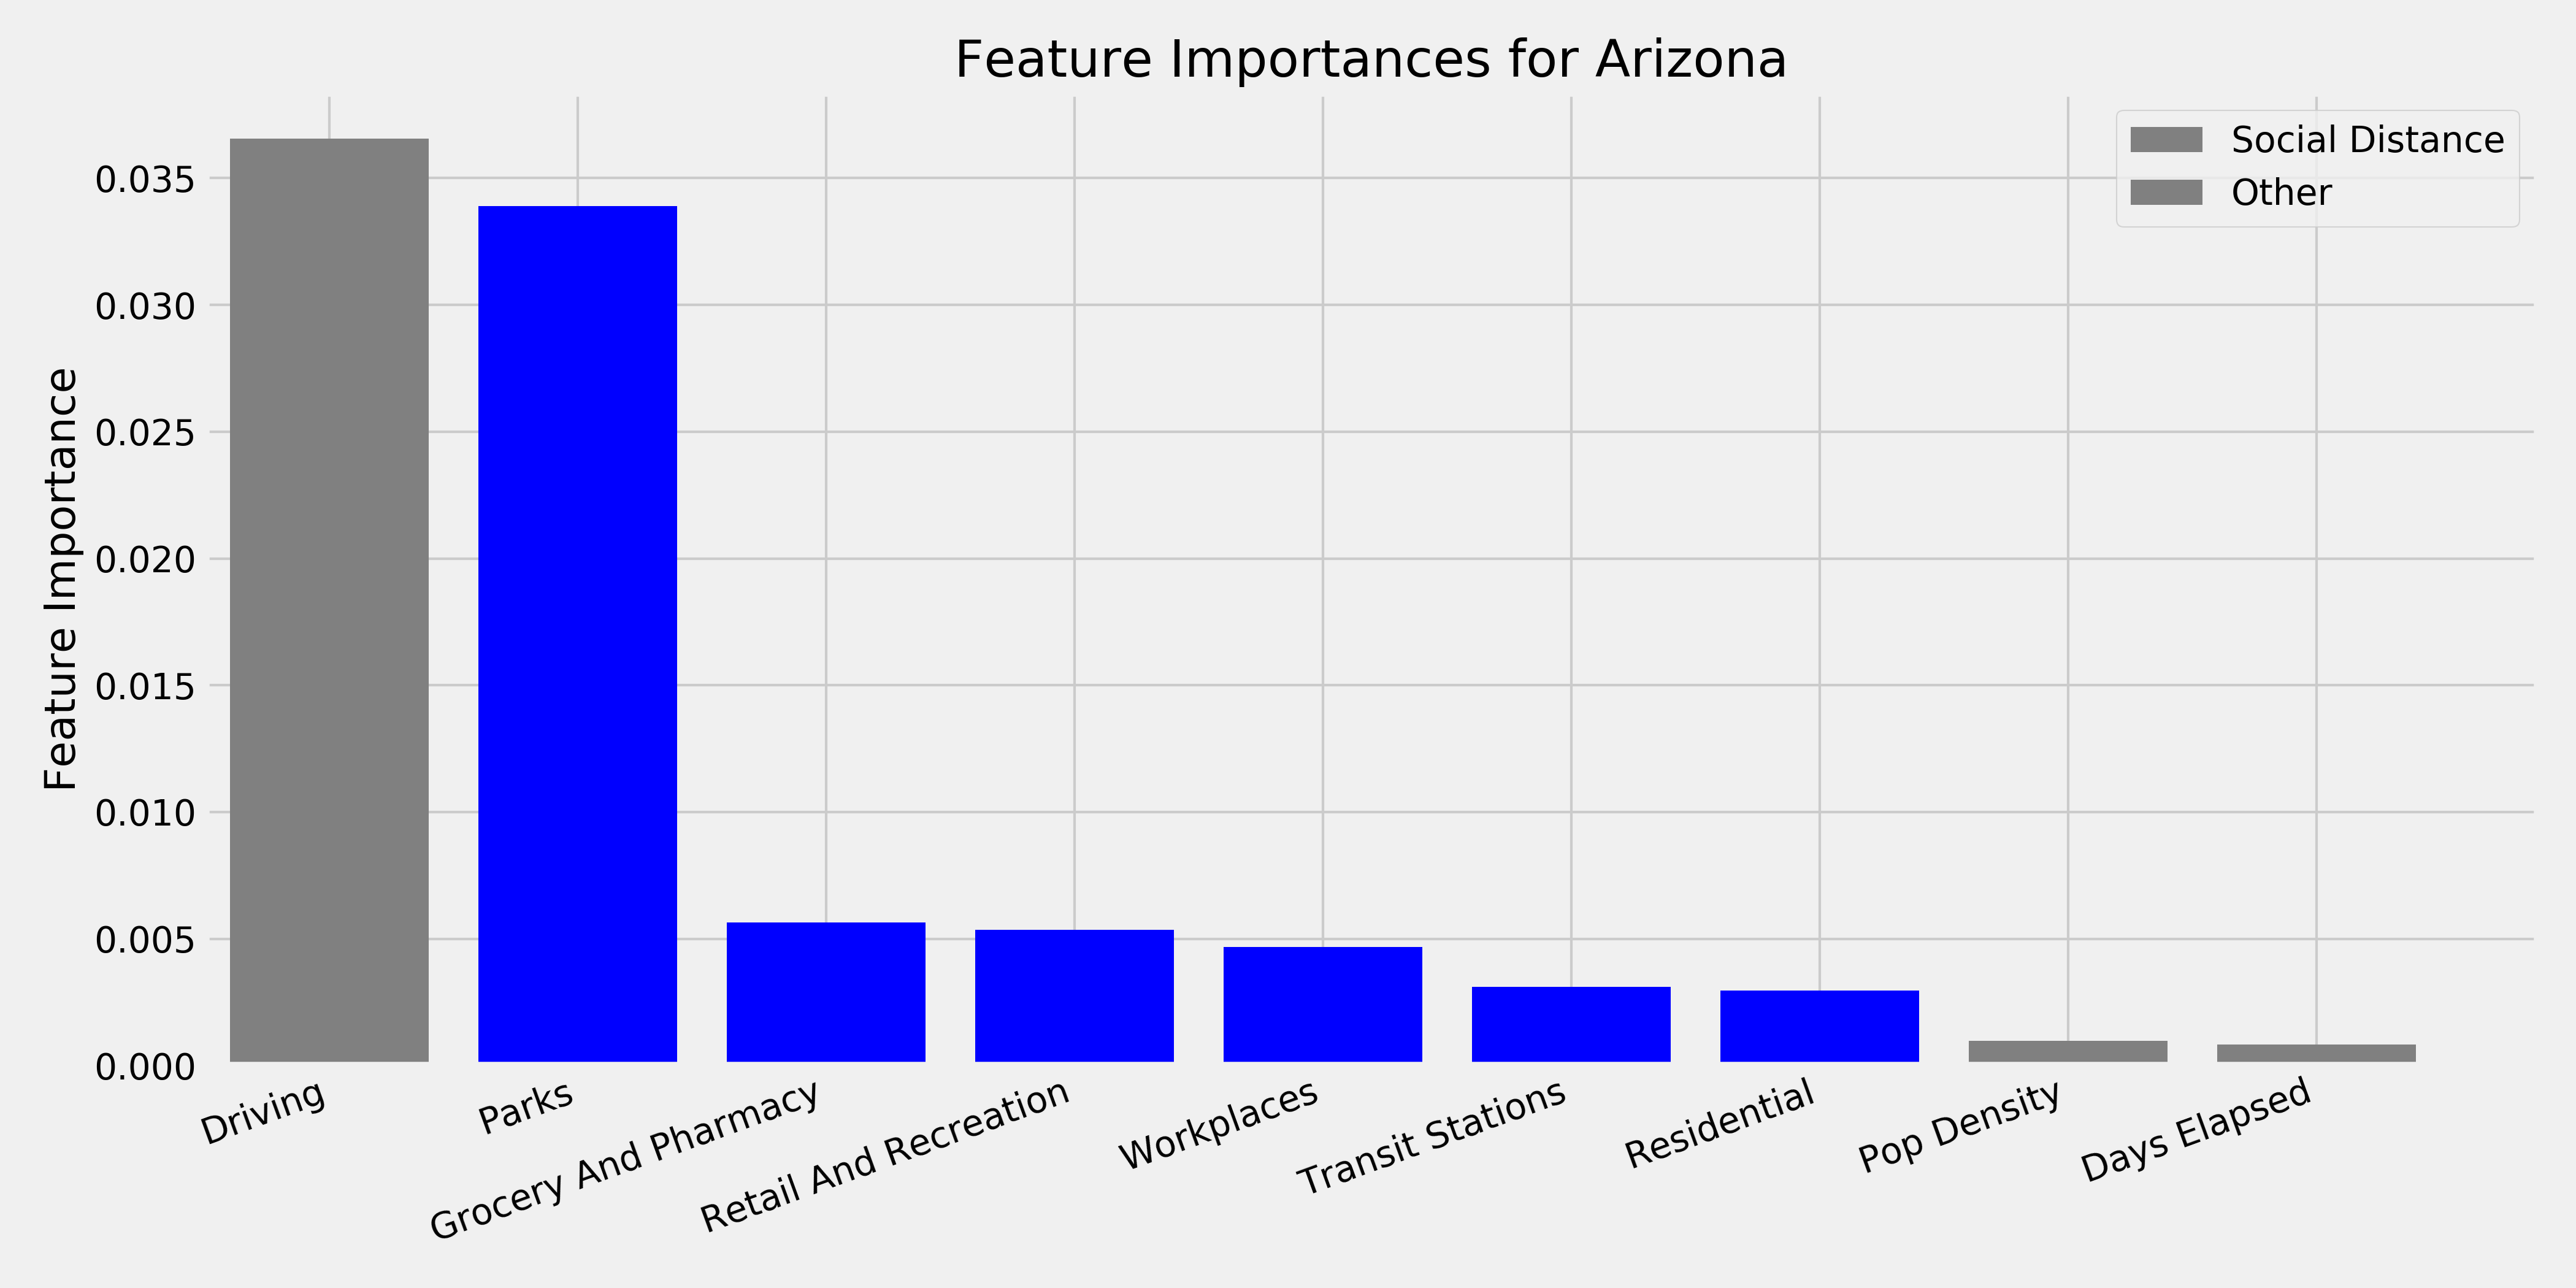 Feature Importances for Arizona
Social Distance
Other
Feature Importance
0.035
0.030
0.025
0.020
0.015
0.010
0.005
0.000
Driving
Parks
Grocery And Pharmacy
Retail And Recreation
Workplaces
Transit Stations
Residential
Pop Density
Days Elapsed